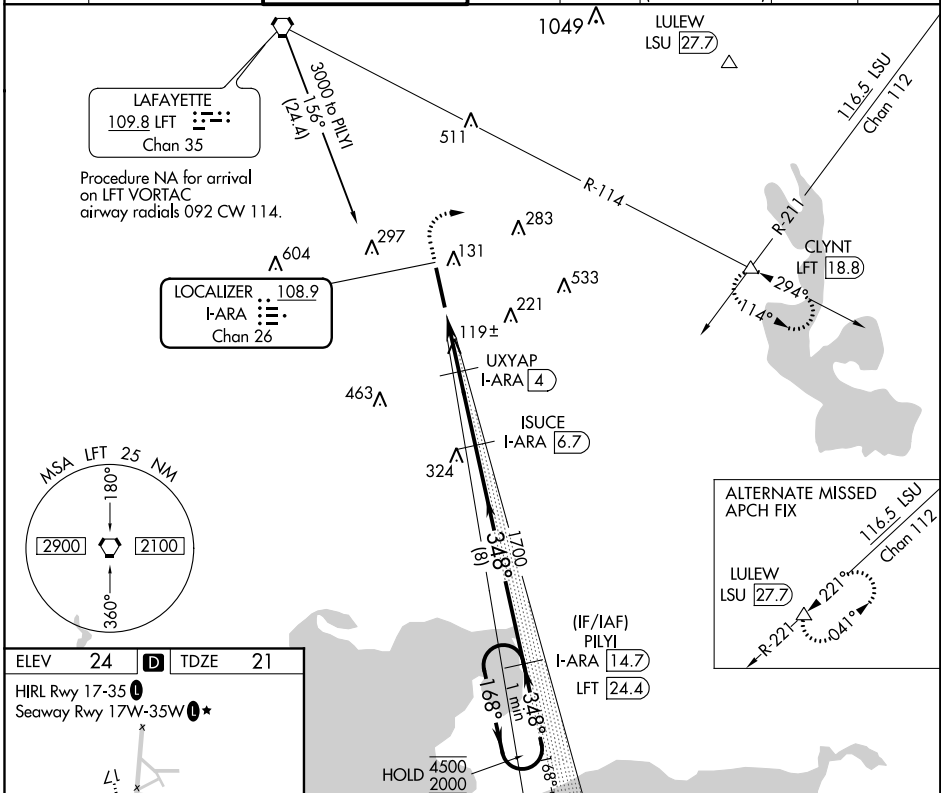 1049
LULEW
LSU 27.7
116.5 LSU
Chan 112
LAFAYETTE
109.8 LFT
Chan 35
3000 to PILYI
156°
(24.4)
511
R-114
R-211
Procedure NA for arrival
on LFT VORTAC
airway radials 092 CW 114.
604
297
131
283
533
221
119±
CLYNT
LFT 18.8
294°
114°
LOCALIZER 108.9
I-ARA
Chan 26
UXYAP
I-ARA 4
463
ISUCE
I-ARA 6.7
324
MSA LFT 25 NM
180°
2900
2100
360°
1700
348°
(8)
ALTERNATE MISSED
APCH FIX
116.5 LSU
Chan 112
LULEW
LSU 27.7
221°
041°
R-221
(IF/IAF)
PILYI
I-ARA 14.7
LFT 24.4
168°
1 min
348°
168°
HOLD 4500
2000
ELEV 24 D TDZE 21
HIRL Rwy 17-35 L
Seaway Rwy 17W-35W L ★
x
x
17